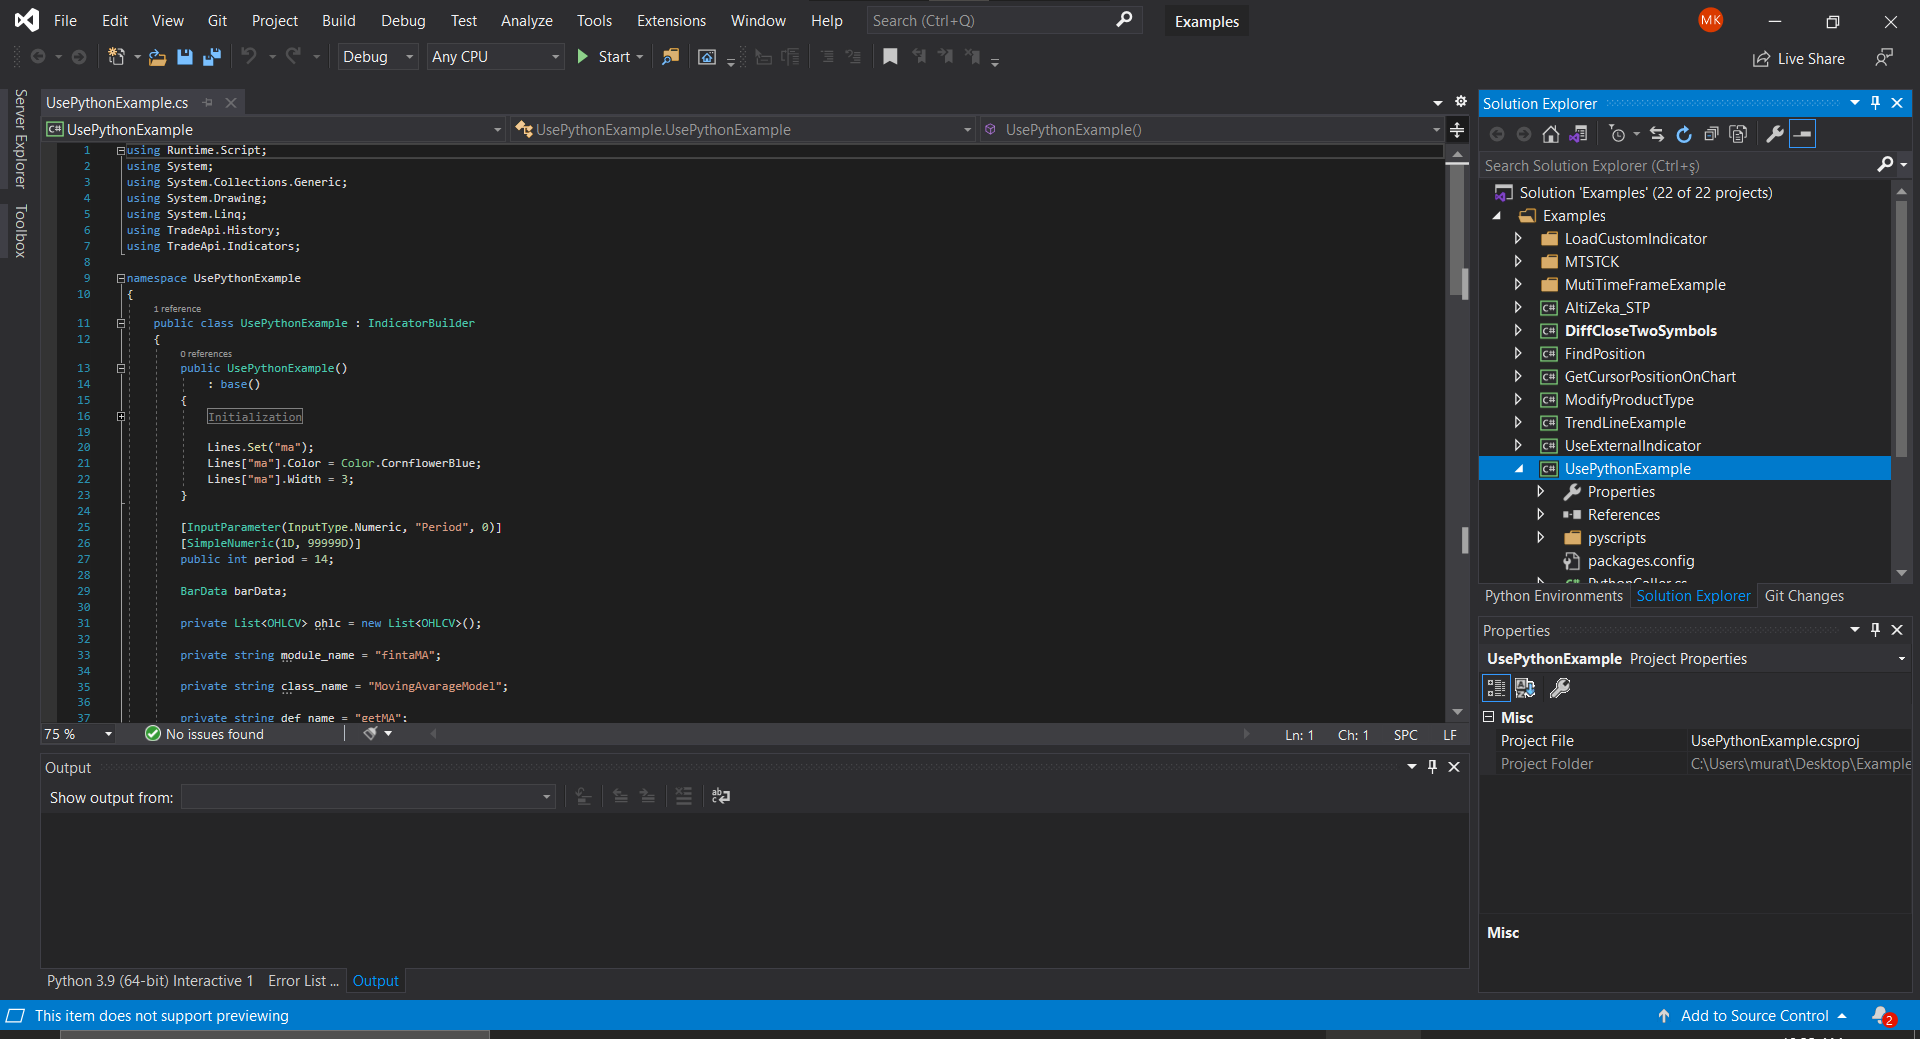 File Edit View Git Project Build Debug Test Analyze Tools Extensions Window Help Search (Ctrl+Q) Examples MK
Debug Any CPU Start Live Share
Server Explorer
Toolbox
UsePythonExample.cs
C# UsePythonExample UsePythonExample.UsePythonExample UsePythonExample()
1 using Runtime.Script;
2 using System;
3 using System.Collections.Generic;
4 using System.Drawing;
5 using System.Linq;
6 using TradeApi.History;
7 using TradeApi.Indicators;
8
9 namespace UsePythonExample
10 {
1 reference
11 public class UsePythonExample : IndicatorBuilder
12 {
0 references
13 public UsePythonExample()
14 : base()
15 {
16 Initialization
19
20 Lines.Set("ma");
21 Lines["ma"].Color = Color.CornflowerBlue;
22 Lines["ma"].Width = 3;
23 }
24
25 [InputParameter(InputType.Numeric, "Period", 0)]
26 [SimpleNumeric(1D, 99999D)]
27 public int period = 14;
28
29 BarData barData;
30
31 private List<OHLCV> ohlc = new List<OHLCV>();
32
33 private string module_name = "fintaMA";
34
35 private string class_name = "MovingAvarageModel";
36
37 private string def_name = "getMA";
75 % No issues found Ln: 1 Ch: 1 SPC LF
Output
Show output from:
Python 3.9 (64-bit) Interactive 1 Error List ... Output
Solution Explorer
Search Solution Explorer (Ctrl+ş)
Solution 'Examples' (22 of 22 projects)
Examples
LoadCustomIndicator
MTSTCK
MutiTimeFrameExample
C# AltiZeka_STP
C# DiffCloseTwoSymbols
C# FindPosition
C# GetCursorPositionOnChart
C# ModifyProductType
C# TrendLineExample
C# UseExternalIndicator
C# UsePythonExample
Properties
References
pyscripts
packages.config
C# PythonCaller.cs
Python Environments Solution Explorer Git Changes
Properties
UsePythonExample Project Properties
Misc
Project File UsePythonExample.csproj
Project Folder C:\Users\murat\Desktop\Example
Misc
This item does not support previewing Add to Source Control 2